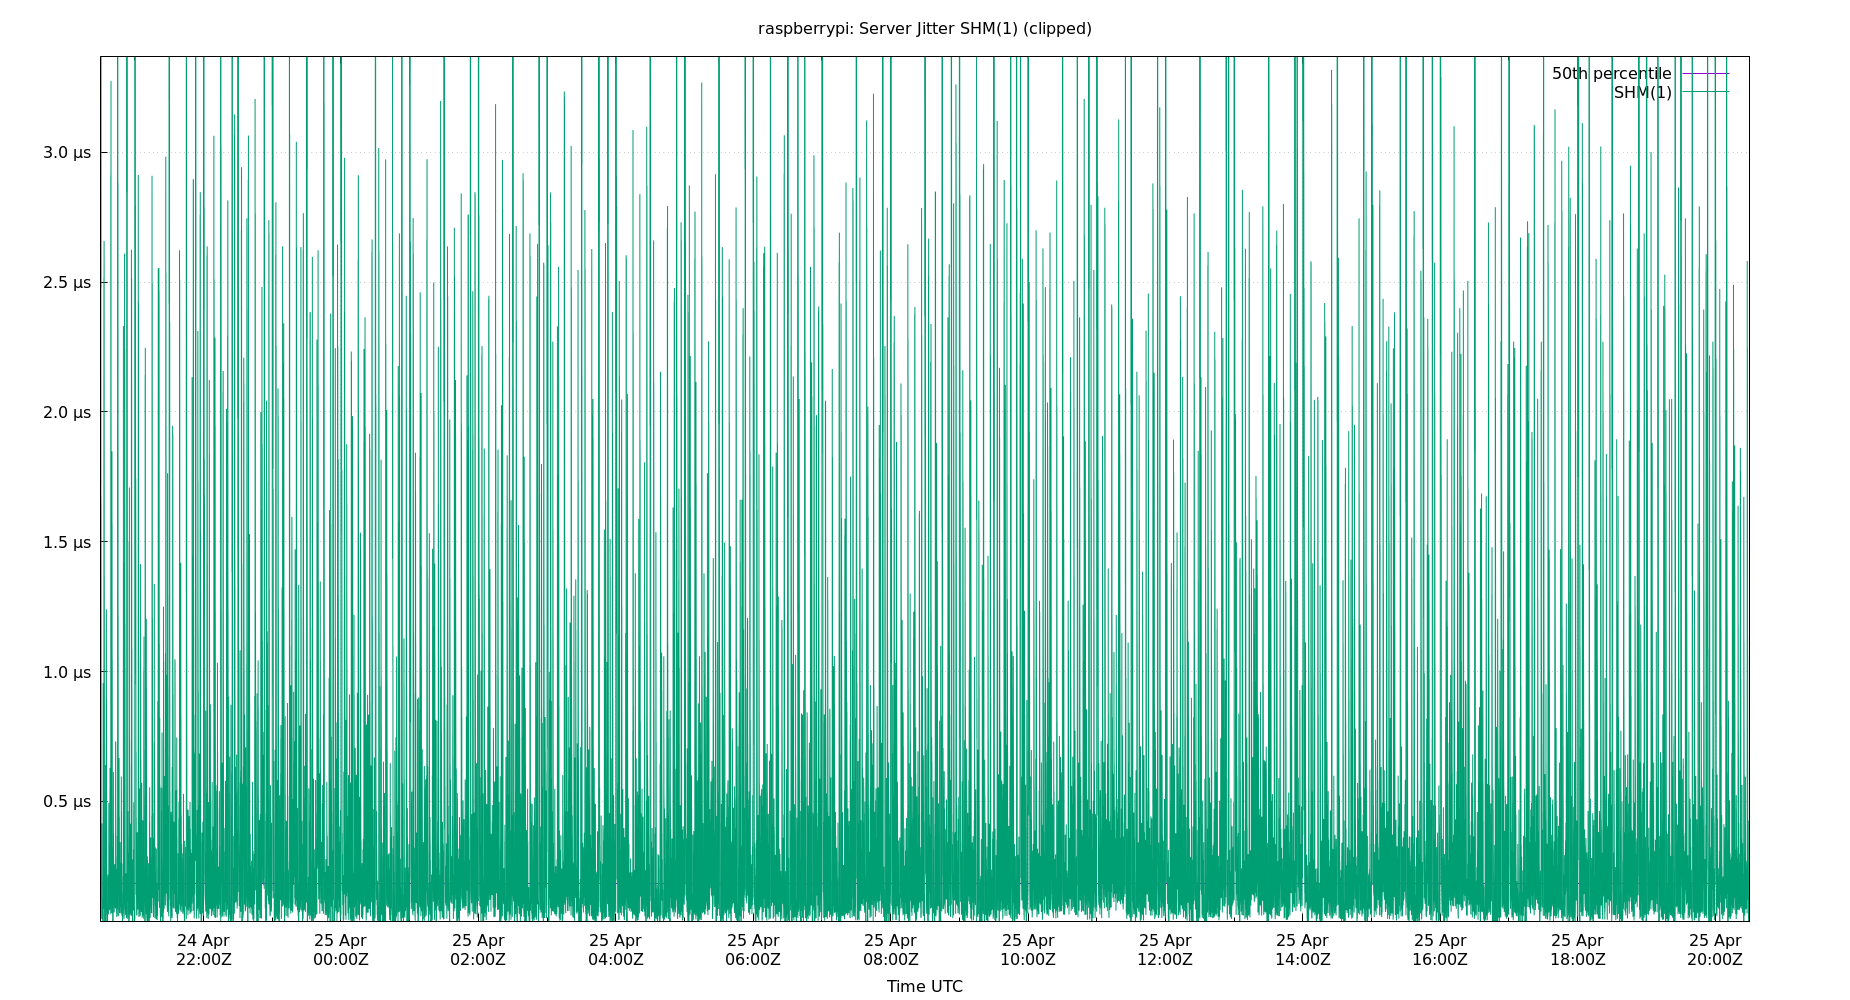 raspberrypi: Server Jitter SHM(1) (clipped)
50th percentile
SHM(1)
3.0 µs
2.5 µs
2.0 µs
1.5 µs
1.0 µs
0.5 µs
24 Apr 25 Apr 25 Apr 25 Apr 25 Apr 25 Apr 25 Apr 25 Apr 25 Apr 25 Apr 25 Apr 25 Apr
22:00Z 00:00Z 02:00Z 04:00Z 06:00Z 08:00Z 10:00Z 12:00Z 14:00Z 16:00Z 18:00Z 20:00Z
Time UTC